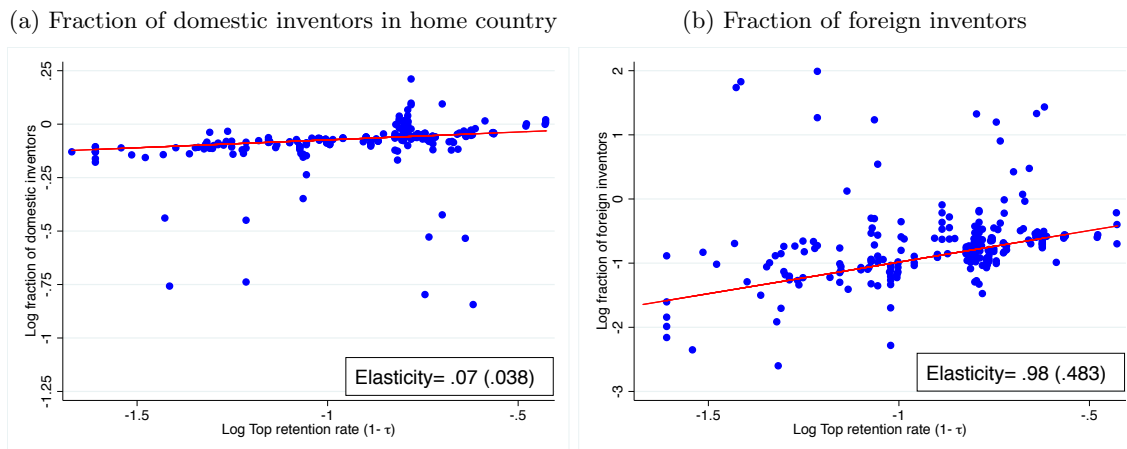 (a) Fraction of domestic inventors in home country
Log fraction of domestic inventors
.25
0
-.25
-.5
-.75
-1
-1.25
-1.5
-1
-.5
Log Top retention rate (1- τ)
Elasticity= .07 (.038)
(b) Fraction of foreign inventors
Log fraction of foreign inventors
2
1
0
-1
-2
-3
-1.5
-1
-.5
Log Top retention rate (1- τ)
Elasticity= .98 (.483)